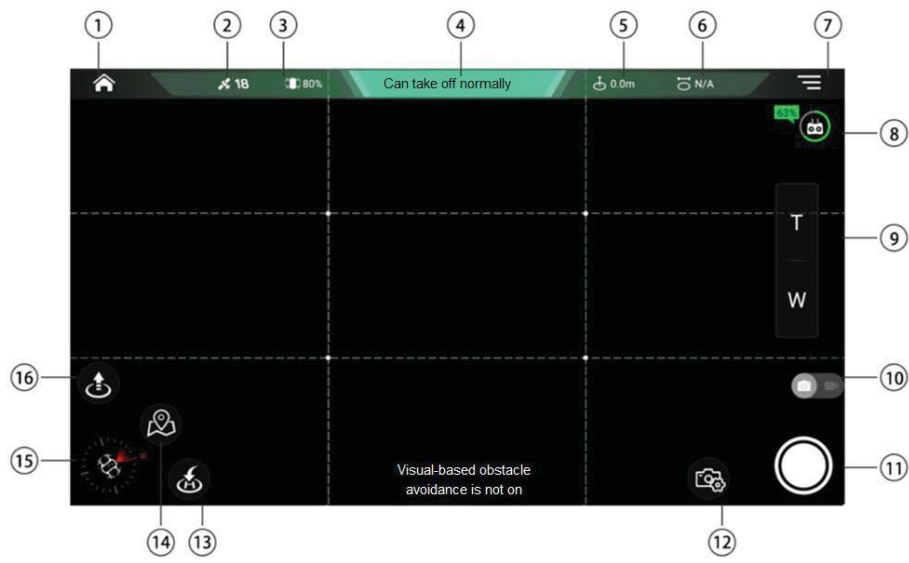 1 2 3 4 5 6 7
18 80% Can take off normally 0.0m N/A
63%
8
T
9
W
16
10
15
Visual-based obstacle
avoidance is not on
11
14 13 12